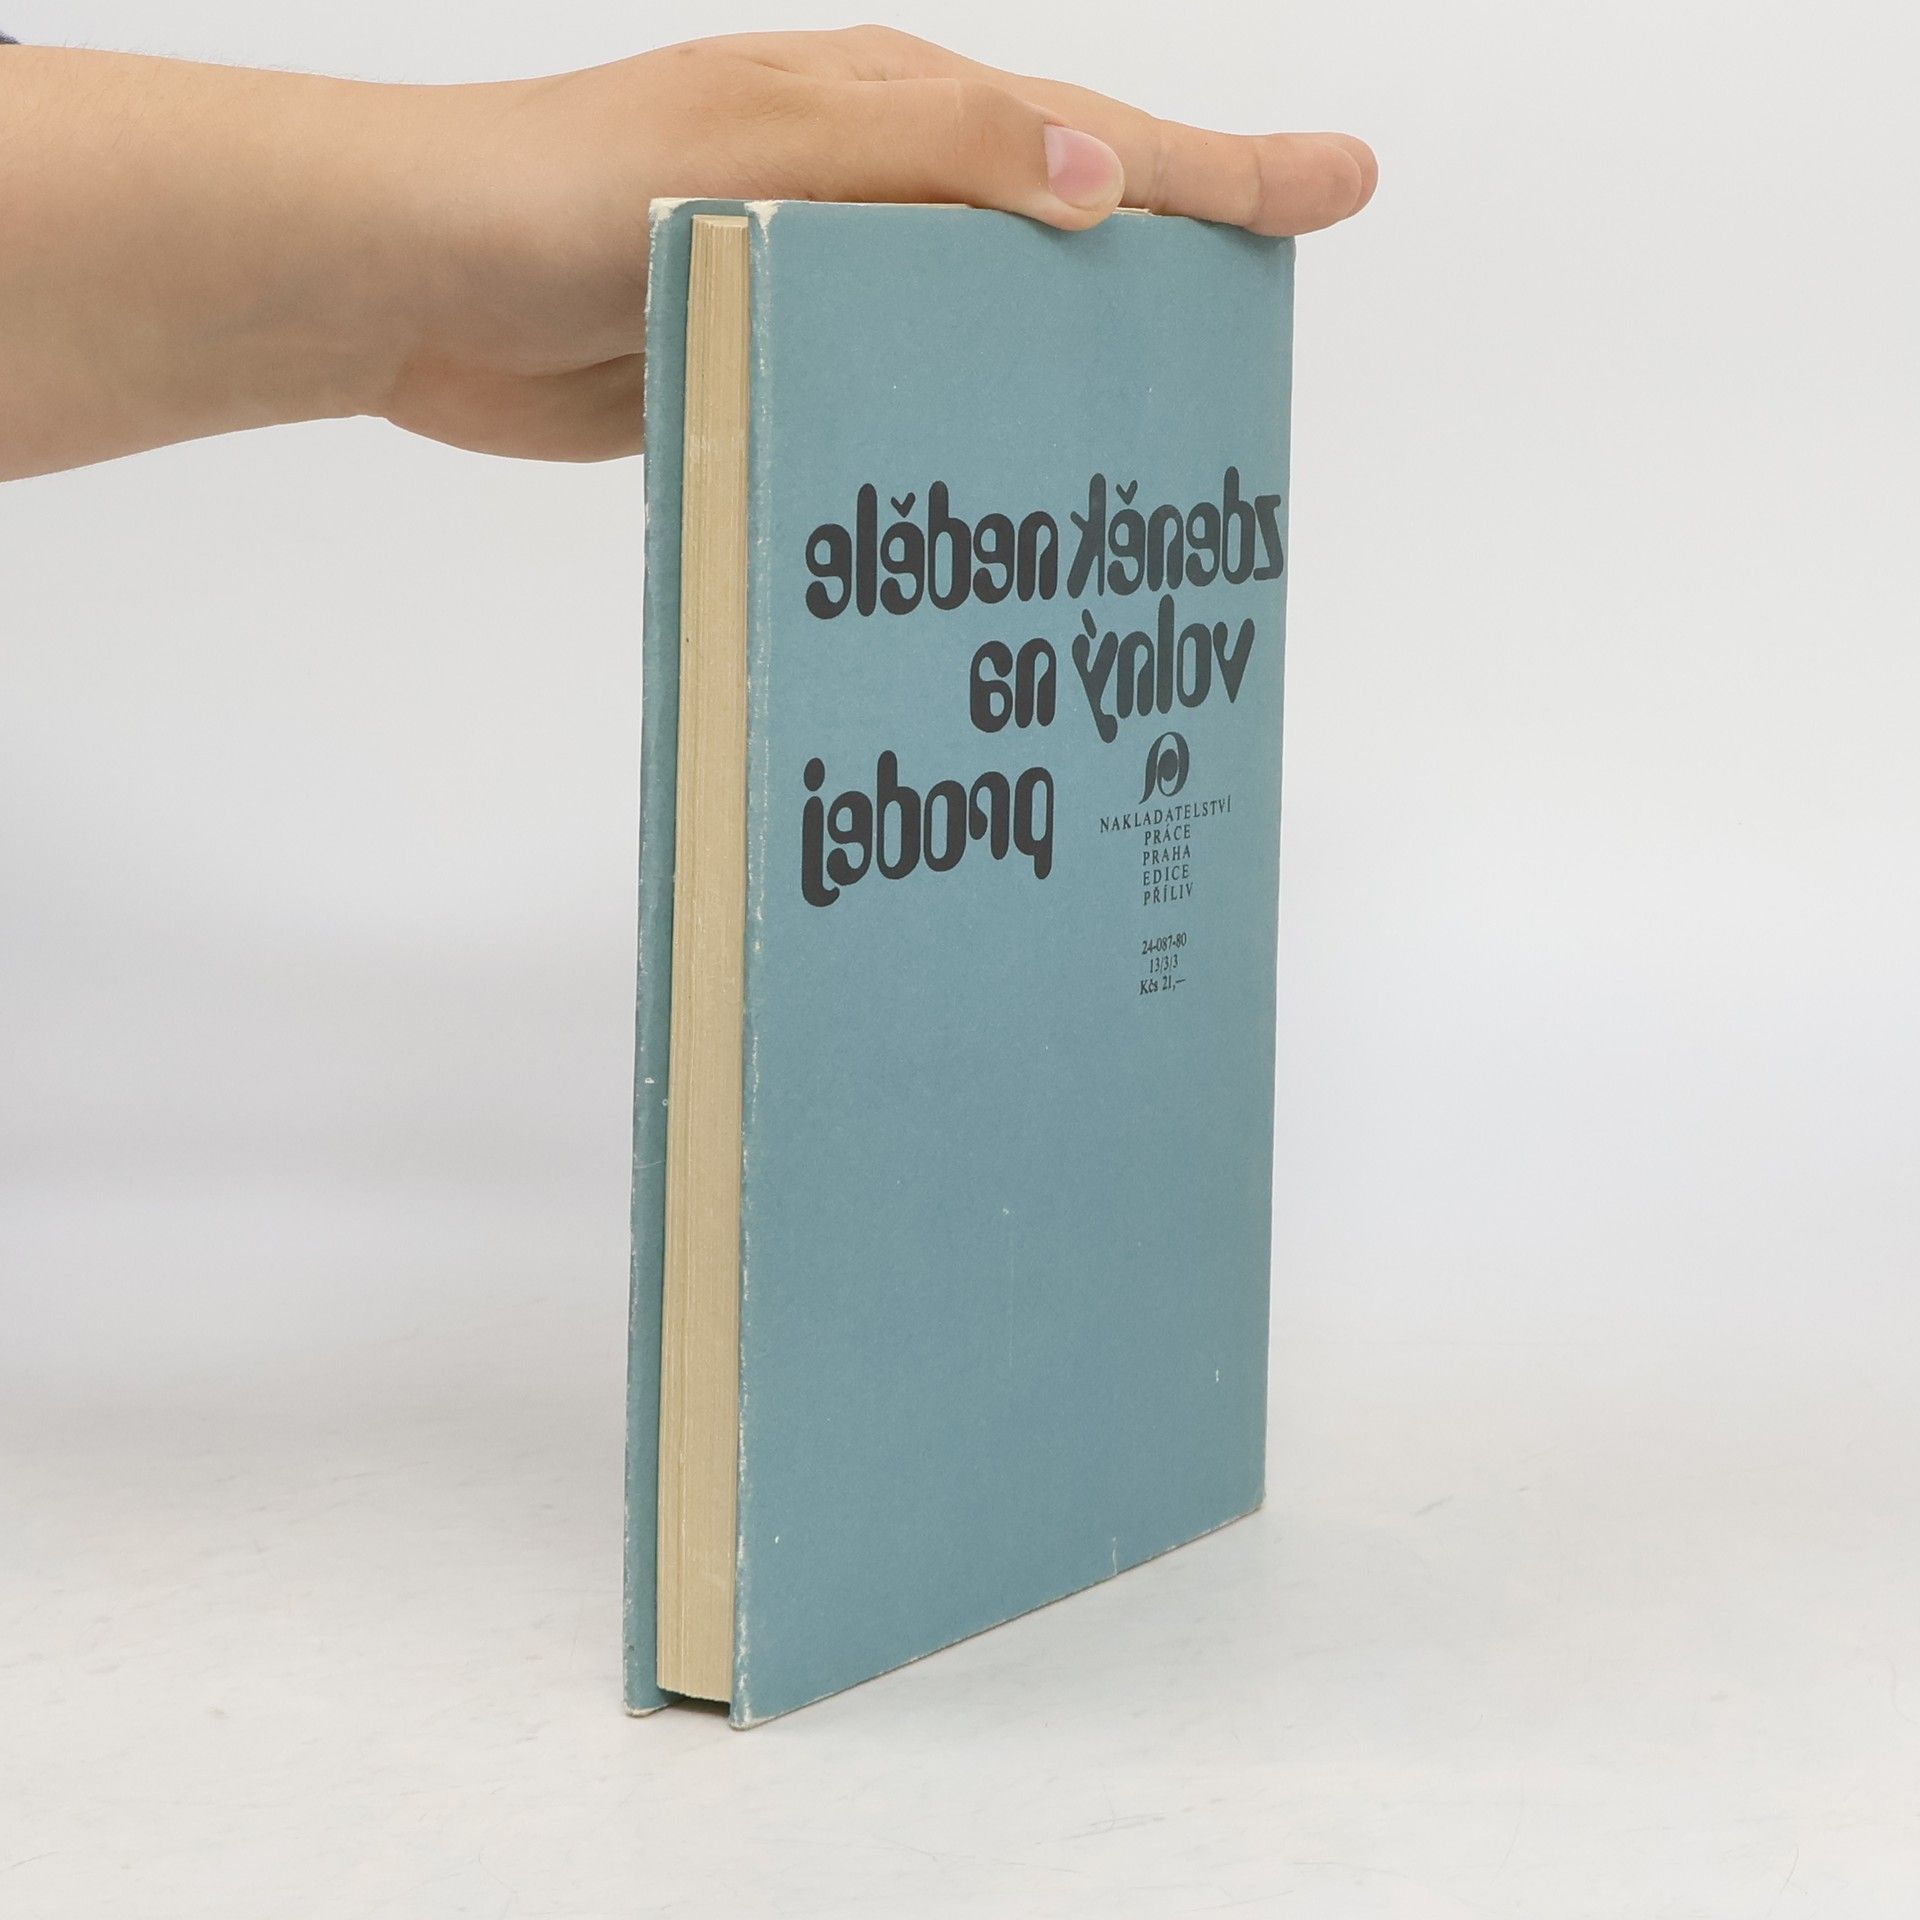 zdeněk neděle
volný na
prodej
NAKLADATELSTVÍ
PRÁCE
PRAHA
EDICE
PŘÍLIV
24-087-80
13/3/3
Kčs 21,—